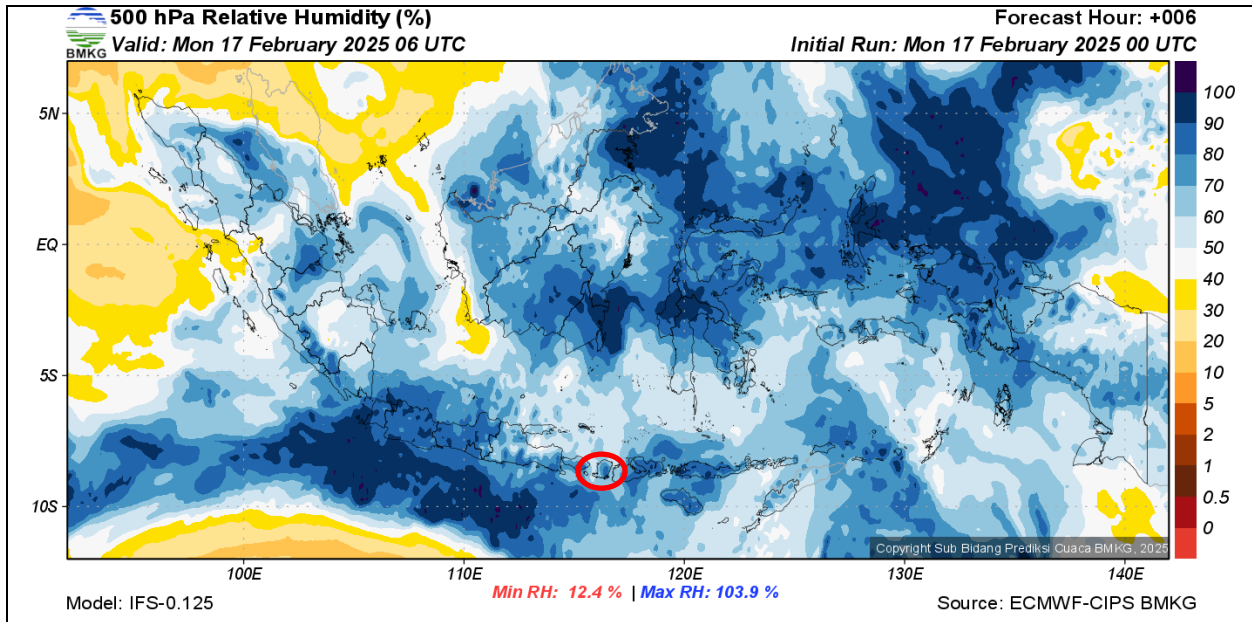 500 hPa Relative Humidity (%)
Forecast Hour: +006
BMKG
Valid: Mon 17 February 2025 06 UTC
Initial Run: Mon 17 February 2025 00 UTC
5N
EQ
5S
10S
100E
110E
120E
130E
140E
100
90
80
70
60
50
40
30
20
10
5
2
1
0.5
0
Copyright Sub Bidang Prediksi Cuaca BMKG, 2025
Min RH: 12.4 % | Max RH: 103.9 %
Model: IFS-0.125
Source: ECMWF-CIPS BMKG